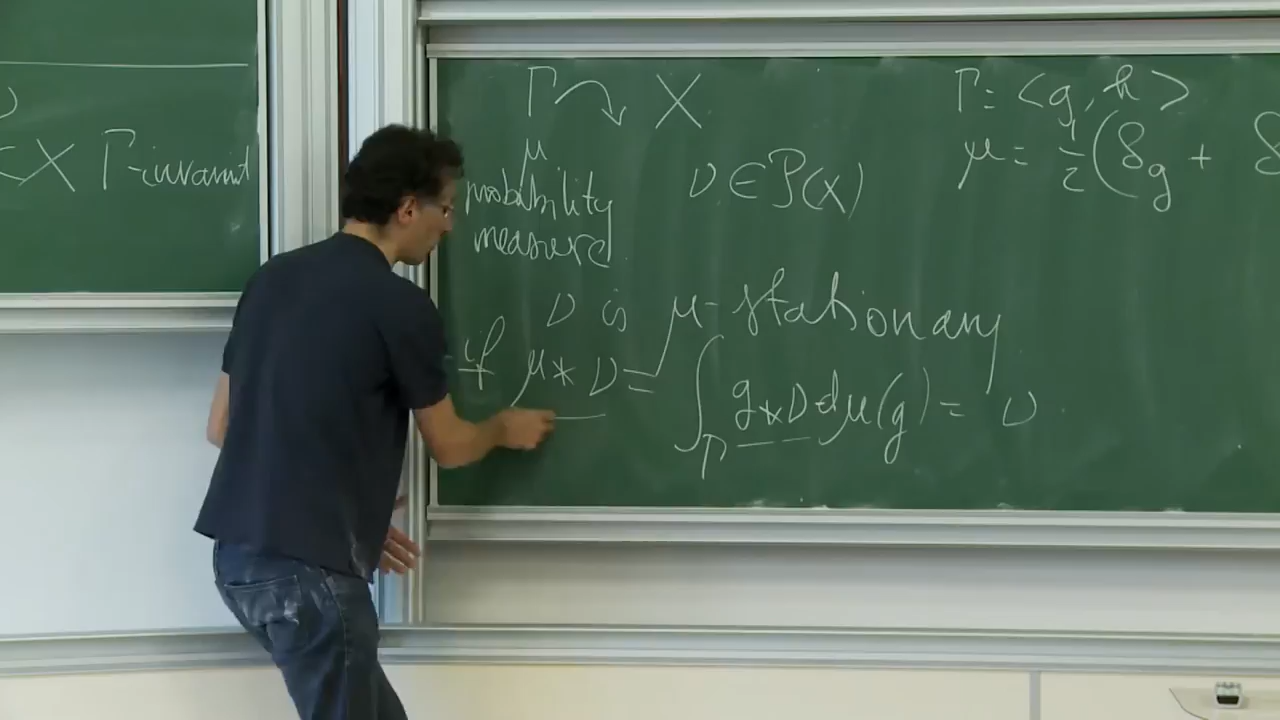 ν
⊂X Γ-invariant
Γ ↷ X
μ
probability
measure.
ν ∈ P(X)
Γ = <g, h>
μ = 1/2 (δ_g + δ
ν is μ-stationary
if μ * ν = ∫_Γ g_*ν dμ(g) = ν.